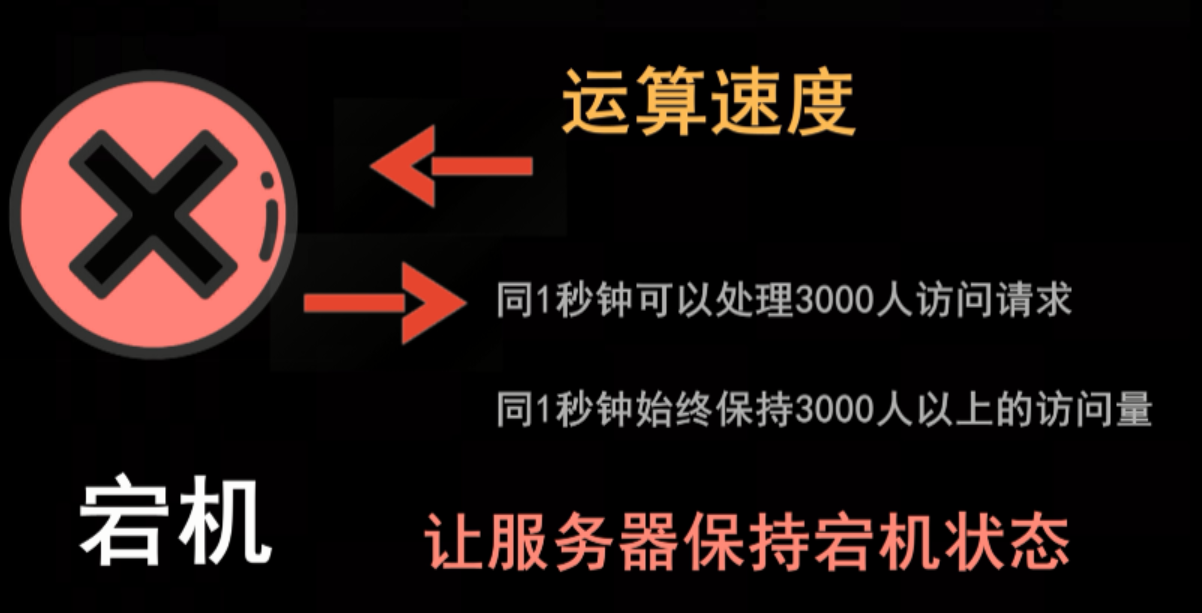 运算速度
同1秒钟可以处理3000人访问请求
同1秒钟始终保持3000人以上的访问量
宕机
让服务器保持宕机状态